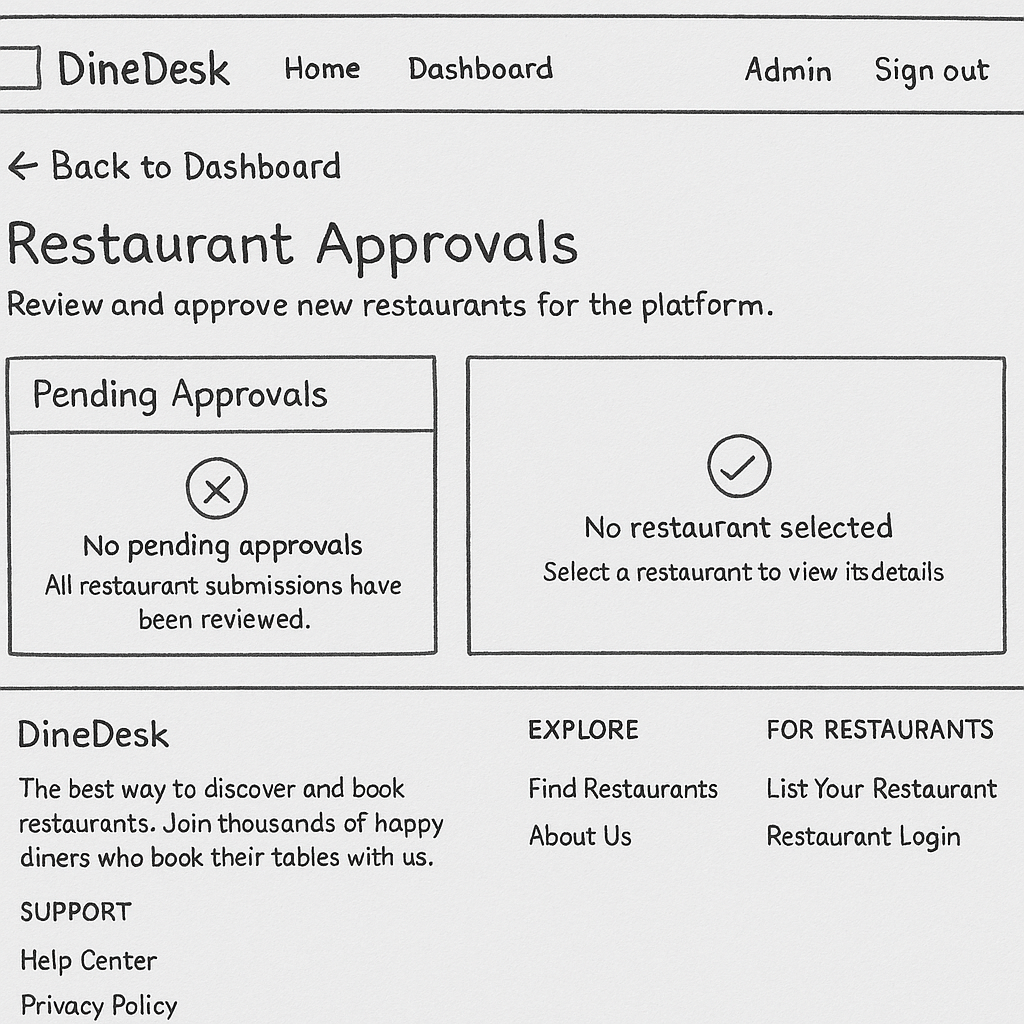 DineDesk Home Dashboard Admin Sign out
← Back to Dashboard
Restaurant Approvals
Review and approve new restaurants for the platform.
Pending Approvals
No pending approvals
All restaurant submissions have
been reviewed.
No restaurant selected
Select a restaurant to view its details
DineDesk
The best way to discover and book
restaurants. Join thousands of happy
diners who book their tables with us.
EXPLORE
Find Restaurants
About Us
FOR RESTAURANTS
List Your Restaurant
Restaurant Login
SUPPORT
Help Center
Privacy Policy